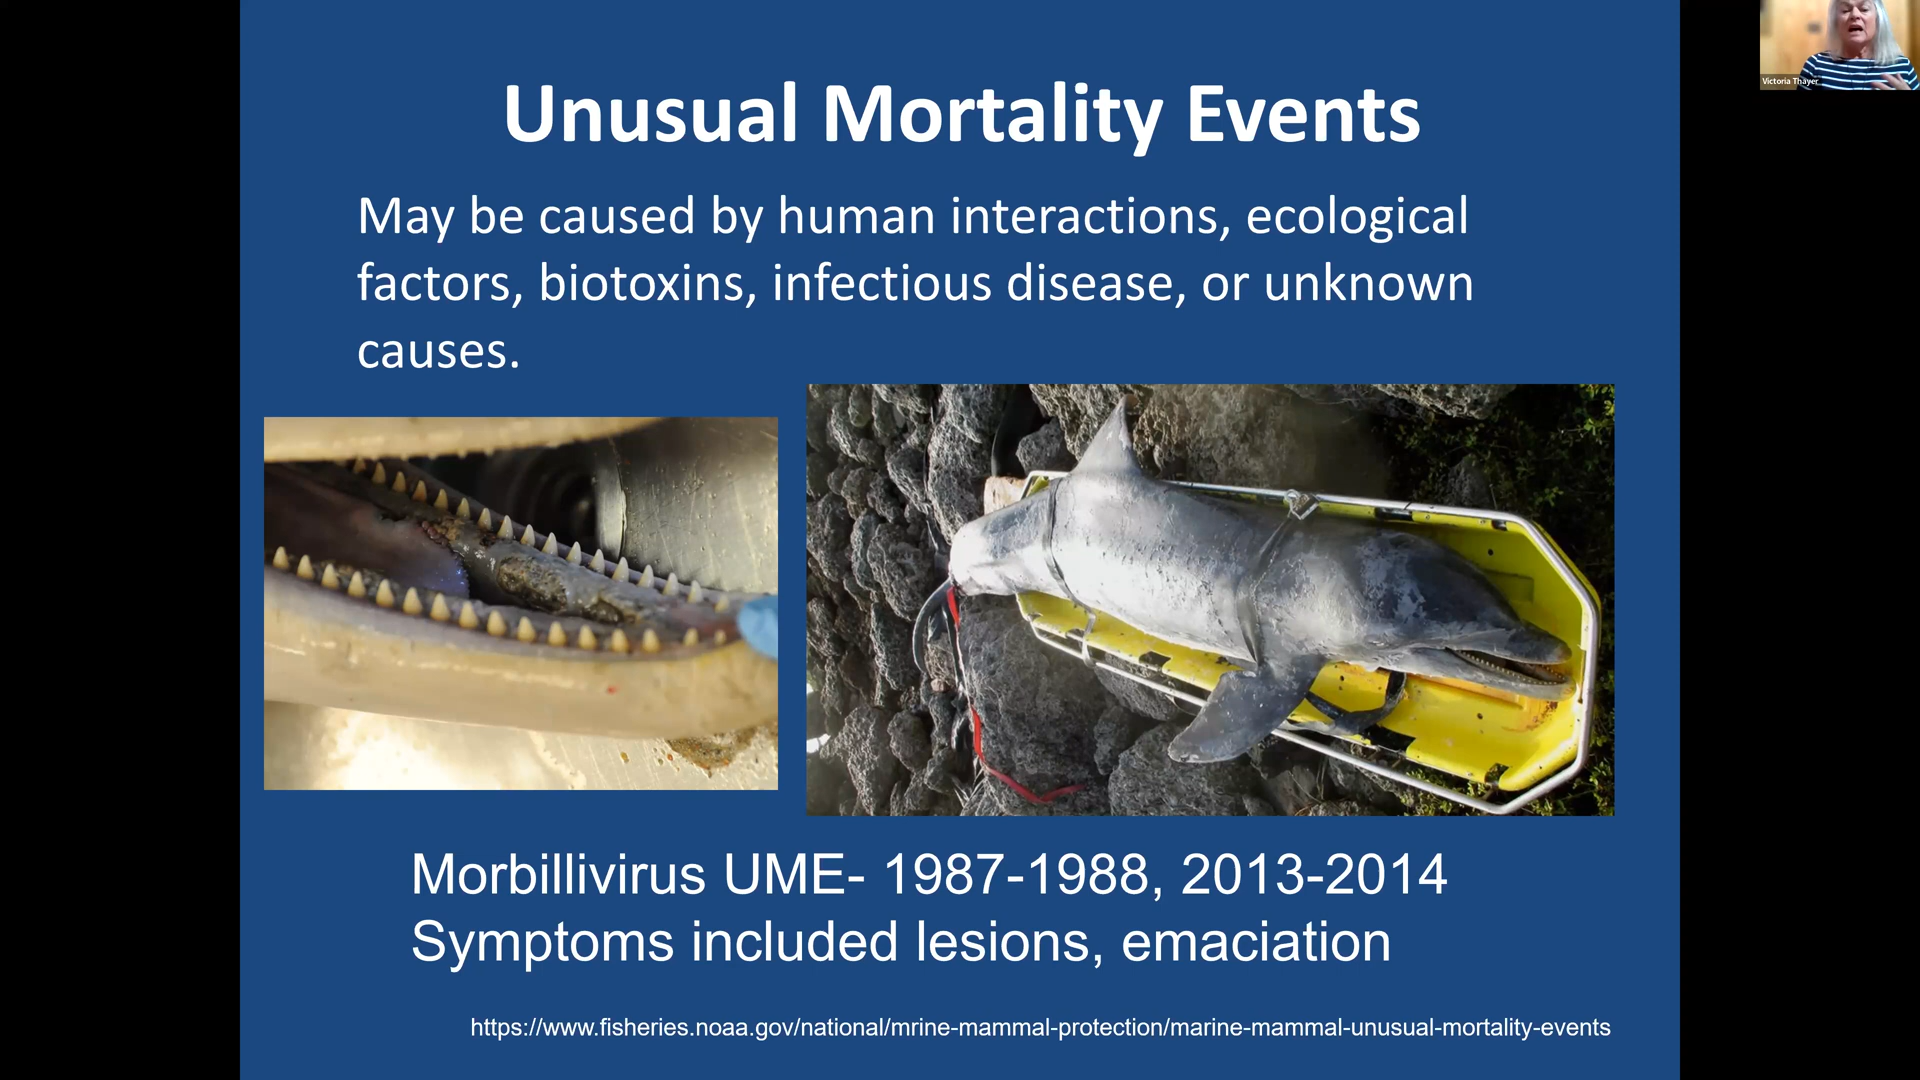 Unusual Mortality Events
May be caused by human interactions, ecological
factors, biotoxins, infectious disease, or unknown
causes.
Morbillivirus UME- 1987-1988, 2013-2014
Symptoms included lesions, emaciation
https://www.fisheries.noaa.gov/national/mrine-mammal-protection/marine-mammal-unusual-mortality-events
Victoria Thayer